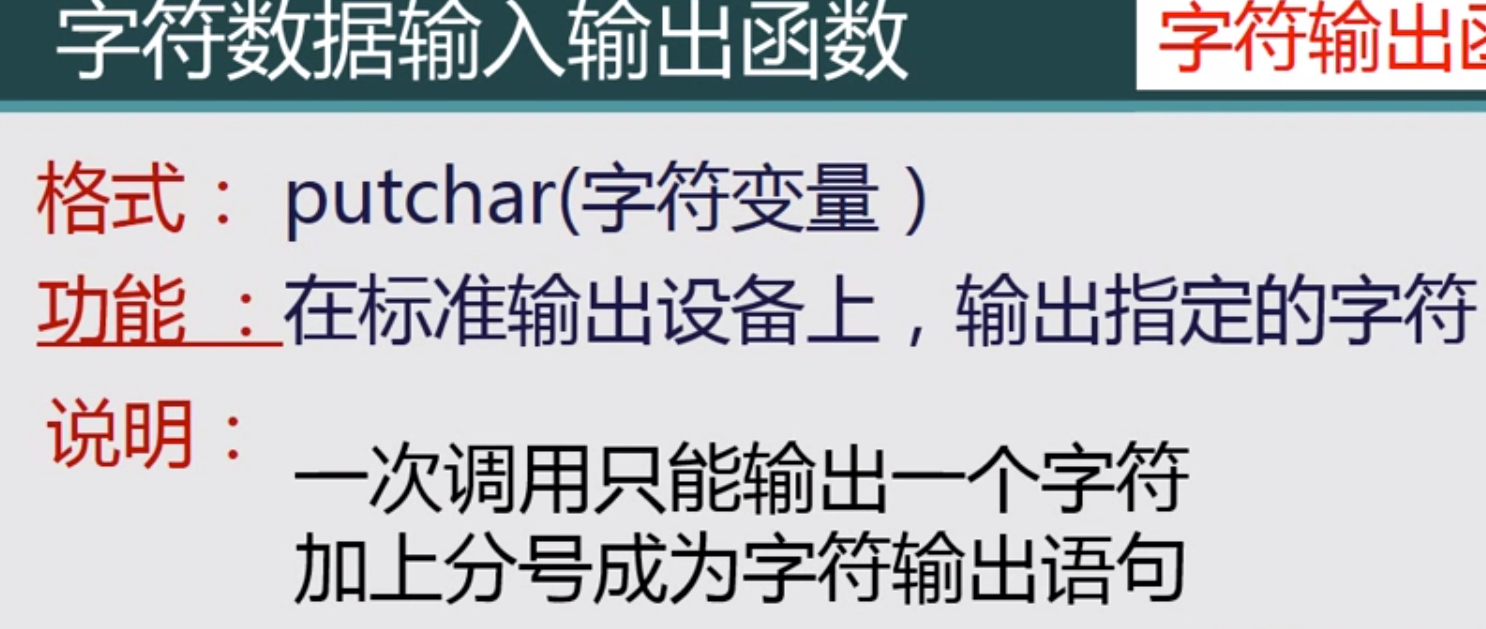 字符数据输入输出函数
字符输出
格式： putchar(字符变量 )
功能 ：在标准输出设备上，输出指定的字符
说明：
一次调用只能输出一个字符
加上分号成为字符输出语句